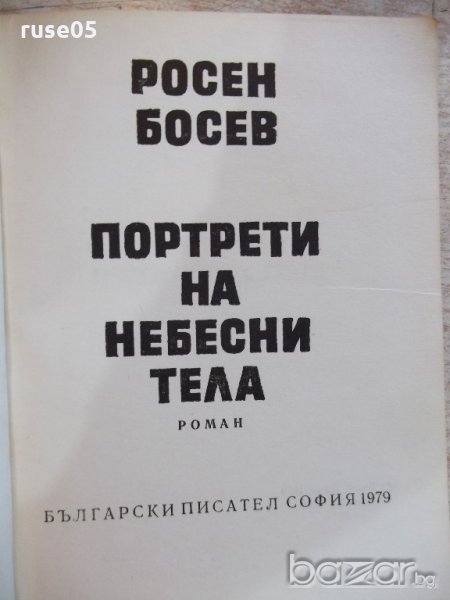 ruse05
РОСЕН
БОСЕВ
ПОРТРЕТИ
НА
НЕБЕСНИ
ТЕЛА
РОМАН
БЪЛГАРСКИ ПИСАТЕЛ СОФИЯ 1979
bazar.bg